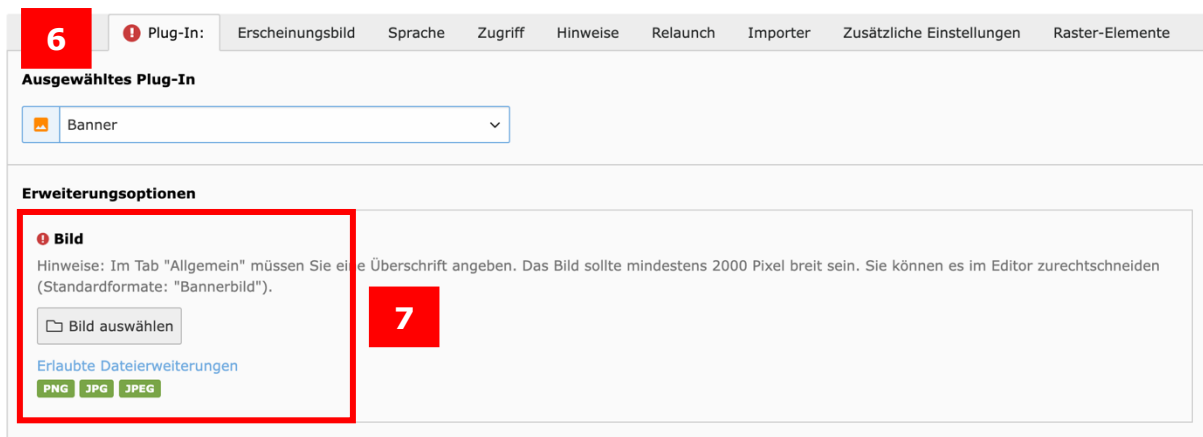 6
Plug-In: Erscheinungsbild Sprache Zugriff Hinweise Relaunch Importer Zusätzliche Einstellungen Raster-Elemente
Ausgewähltes Plug-In
Banner
Erweiterungsoptionen
Bild
Hinweise: Im Tab "Allgemein" müssen Sie eine Überschrift angeben. Das Bild sollte mindestens 2000 Pixel breit sein. Sie können es im Editor zurechtschneiden
(Standardformate: "Bannerbild").
7
Bild auswählen
Erlaubte Dateierweiterungen
PNG JPG JPEG